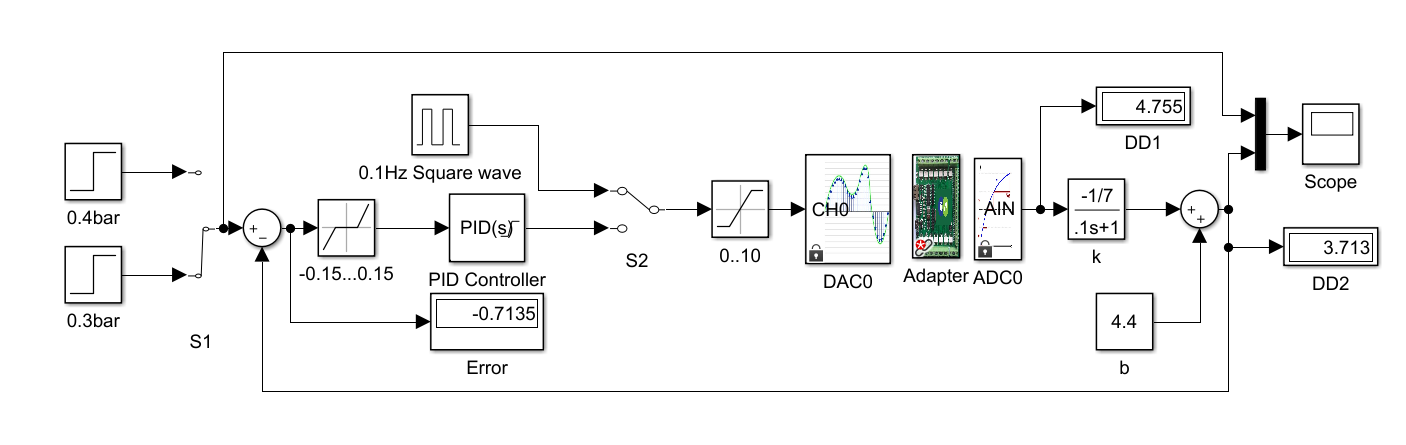 0.4bar
0.3bar
S1
+
−
-0.15...0.15
0.1Hz Square wave
PID(s)
PID Controller
-0.7135
Error
S2
0..10
CH0
DAC0
Adapter
AIN
ADC0
4.755
DD1
-1/7
.1s+1
k
4.4
b
+
+
Scope
3.713
DD2